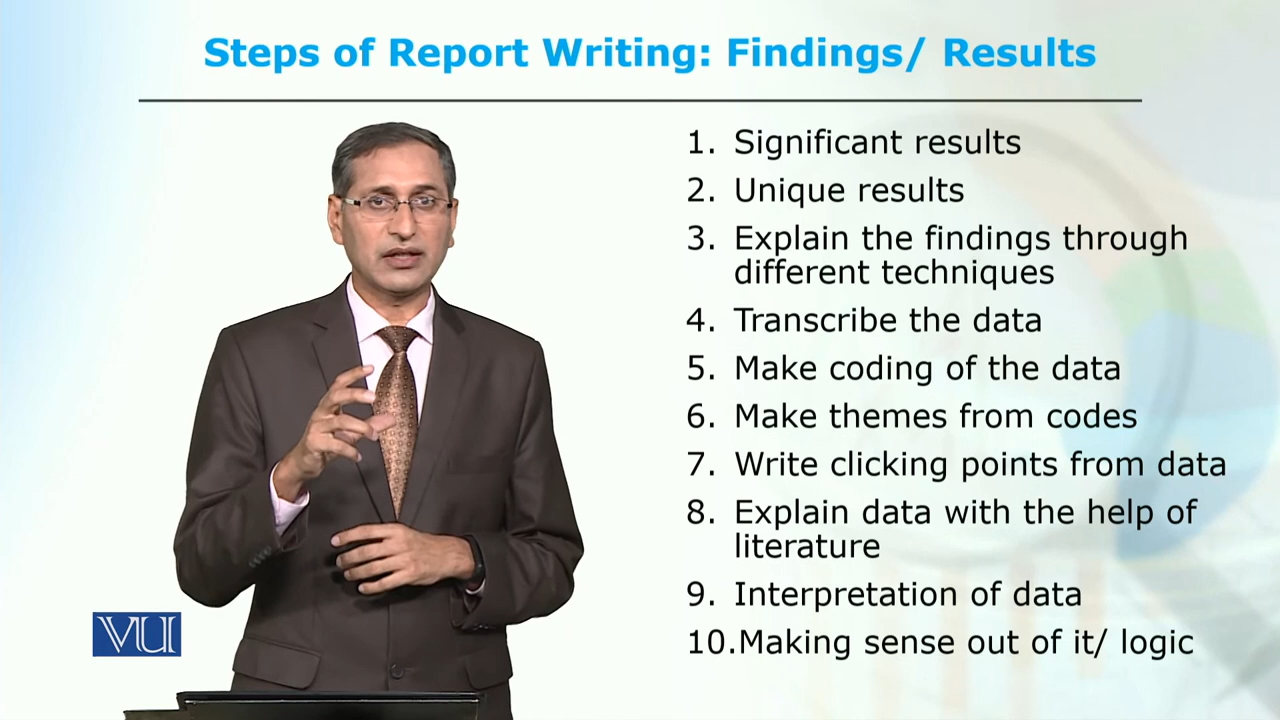 Steps of Report Writing: Findings/ Results
1. Significant results
2. Unique results
3. Explain the findings through
different techniques
4. Transcribe the data
5. Make coding of the data
6. Make themes from codes
7. Write clicking points from data
8. Explain data with the help of
literature
9. Interpretation of data
10.Making sense out of it/ logic
VU